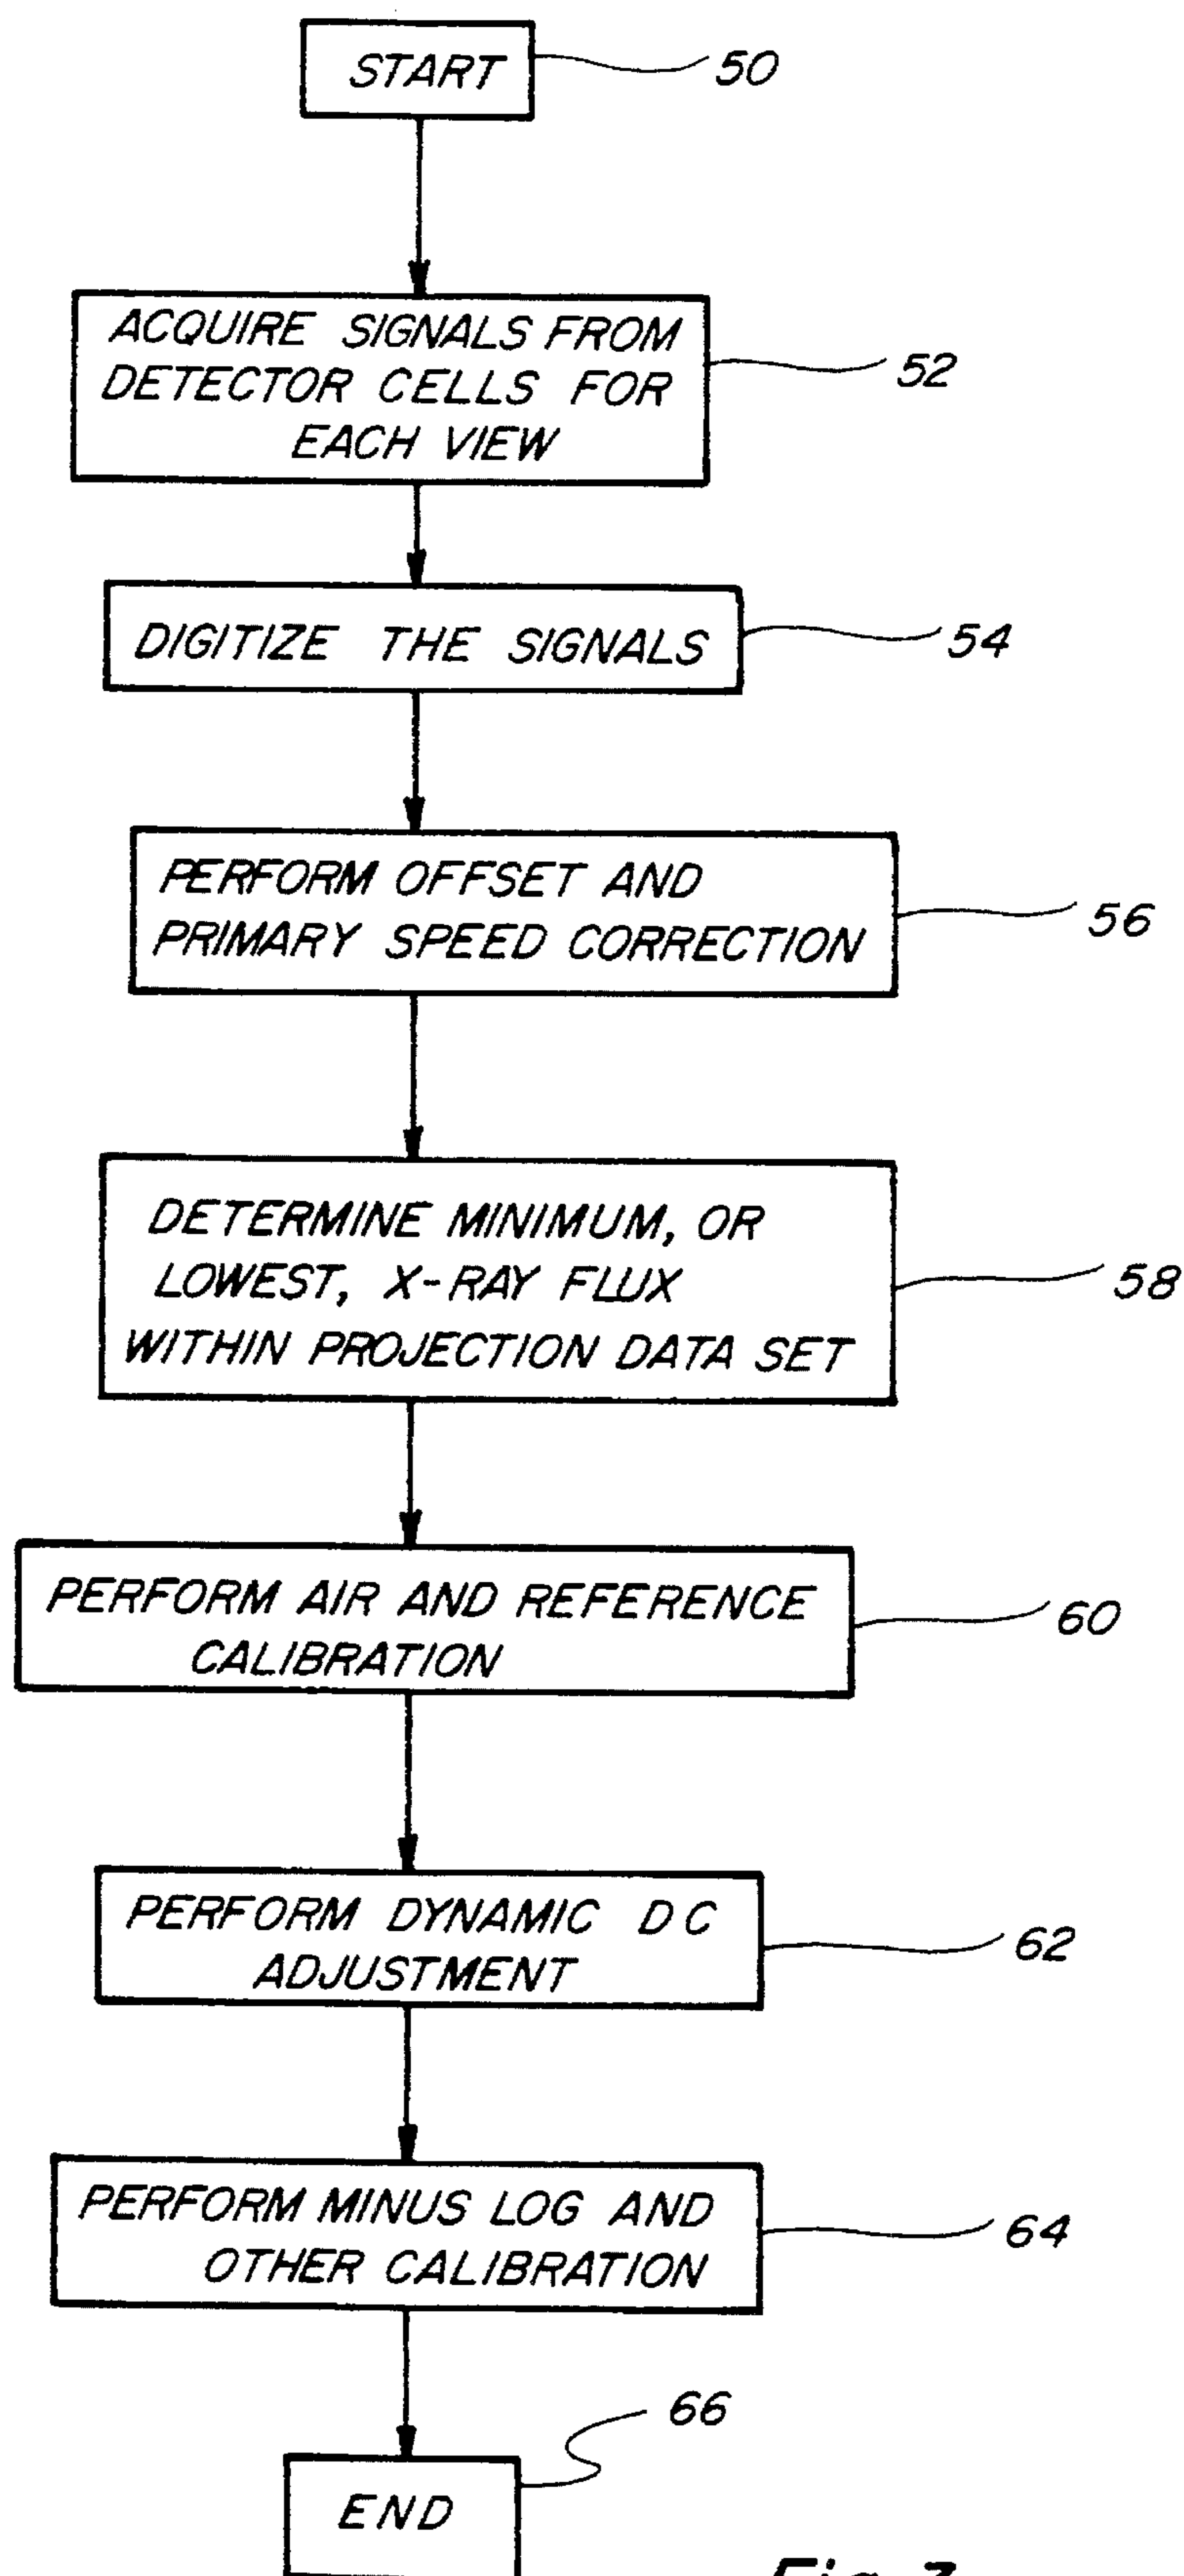 START
50
ACQUIRE SIGNALS FROM
DETECTOR CELLS FOR
EACH VIEW
52
DIGITIZE THE SIGNALS
54
PERFORM OFFSET AND
PRIMARY SPEED CORRECTION
56
DETERMINE MINIMUM, OR
LOWEST, X-RAY FLUX
WITHIN PROJECTION DATA SET
58
PERFORM AIR AND REFERENCE
CALIBRATION
60
PERFORM DYNAMIC DC
ADJUSTMENT
62
PERFORM MINUS LOG AND
OTHER CALIBRATION
64
66
END